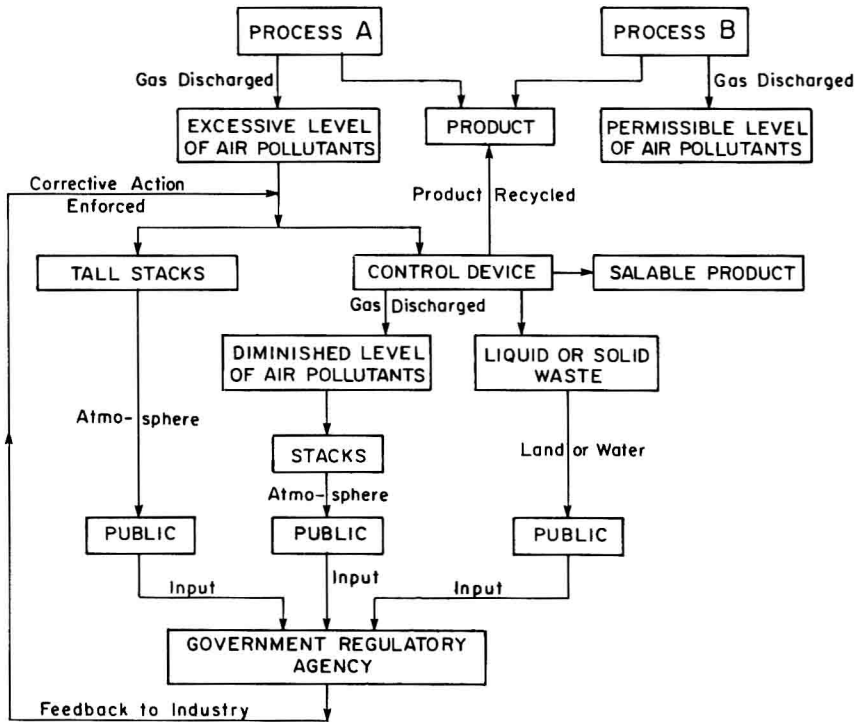 PROCESS A
PROCESS B
Gas Discharged
Gas Discharged
EXCESSIVE LEVEL
OF AIR POLLUTANTS
PRODUCT
PERMISSIBLE LEVEL
OF AIR POLLUTANTS
Corrective Action
Enforced
Product Recycled
TALL STACKS
CONTROL DEVICE
SALABLE PRODUCT
Gas Discharged
DIMINISHED LEVEL
OF AIR POLLUTANTS
LIQUID OR SOLID
WASTE
Atmo-sphere
Land or Water
STACKS
Atmo-sphere
PUBLIC
PUBLIC
PUBLIC
Input
Input
Input
GOVERNMENT REGULATORY
AGENCY
Feedback to Industry